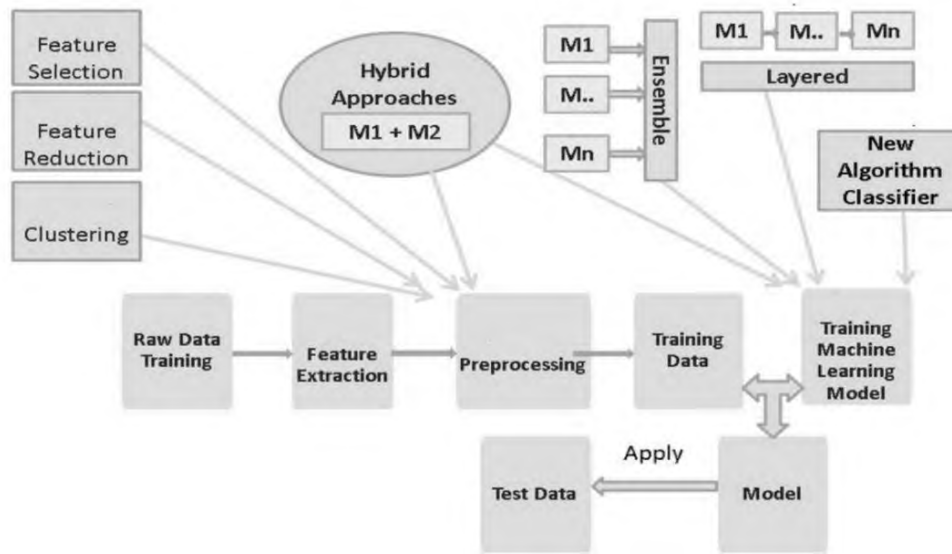 Feature
Selection
Feature
Reduction
Clustering
Hybrid
Approaches
M1 + M2
M1
M..
Mn
Ensemble
M1
M..
Mn
Layered
New
Algorithm
Classifier
Raw Data
Training
Feature
Extraction
Preprocessing
Training
Data
Training
Machine
Learning
Model
Test Data
Apply
Model